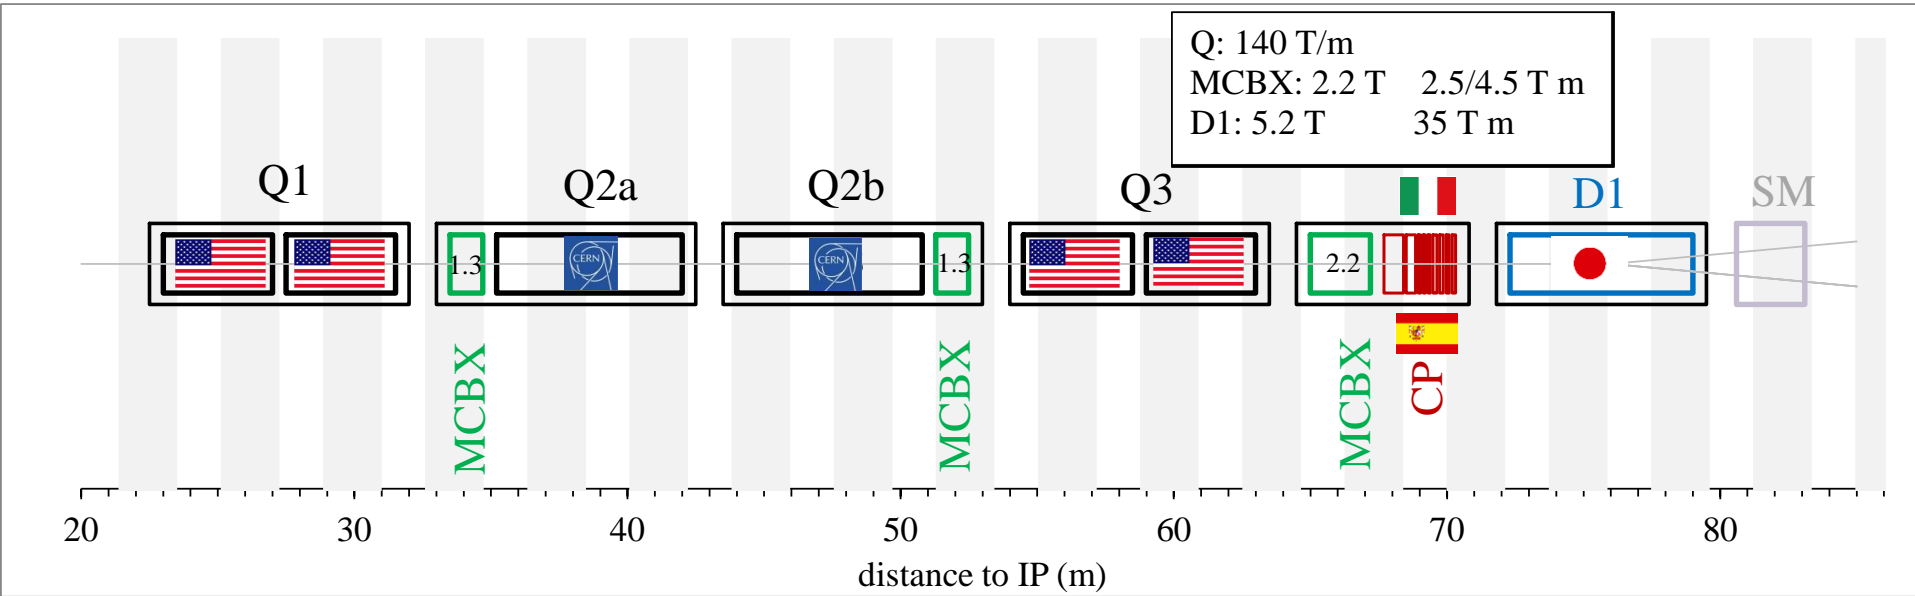 Q: 140 T/m
MCBX: 2.2 T 2.5/4.5 T m
D1: 5.2 T 35 T m
Q1
Q2a
Q2b
Q3
D1
SM
1.3
CERN
CERN
1.3
2.2
MCBX
MCBX
MCBX
CP
20 30 40 50 60 70 80
distance to IP (m)